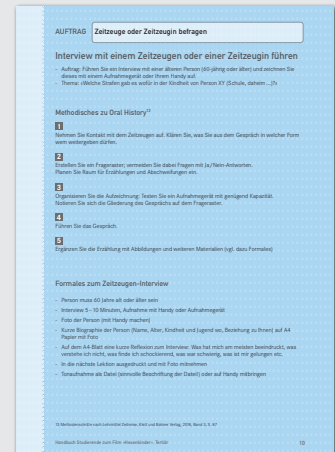 AUFTRAG Zeitzeuge oder Zeitzeugin befragen
Interview mit einem Zeitzeugen oder einer Zeitzeugin führen
- Auftrag: Führen Sie ein Interview mit einer älteren Person (60-jährig oder älter) und zeichnen Sie
dieses mit einem Aufnahmegerät oder Ihrem Handy auf.
- Thema: «Welche Strafen gab es wofür in der Kindheit von Person XY (Schule, daheim ...)?»
Methodisches zu Oral History¹³
1
Nehmen Sie Kontakt mit dem Zeitzeugen auf. Klären Sie, was Sie aus dem Gespräch in welcher Form
wem weitergeben dürfen.
2
Erstellen Sie ein Frageraster; vermeiden Sie dabei Fragen mit Ja/Nein-Antworten.
Planen Sie Raum für Erzählungen und Abschweifungen ein.
3
Organisieren Sie die Aufzeichnung: Testen Sie ein Aufnahmegerät mit genügend Kapazität.
Notieren Sie sich die Gliederung des Gesprächs auf dem Frageraster.
4
Führen Sie das Gespräch.
5
Ergänzen Sie die Erzählung mit Abbildungen und weiteren Materialien (vgl. dazu Formales)
Formales zum Zeitzeugen-Interview
- Person muss 60 Jahre alt oder älter sein
- Interview 5 - 10 Minuten, Aufnahme mit Handy oder Aufnahmegerät
- Foto der Person (mit Handy machen)
- Kurze Biographie der Person (Name, Alter, Kindheit und Jugend wo, Beziehung zu Ihnen) auf A4
Papier mit Foto
- Auf dem A4-Blatt eine kurze Reflexion zum Interview: Was hat mich am meisten beeindruckt, was
verstehe ich nicht, was finde ich schockierend, was war schwierig, was ist mir gelungen etc.
- In die nächste Lektion ausgedruckt und mit Foto mitnehmen
- Tonaufnahme als Datei (sinnvolle Beschriftung der Datei) oder auf Handy mitbringen